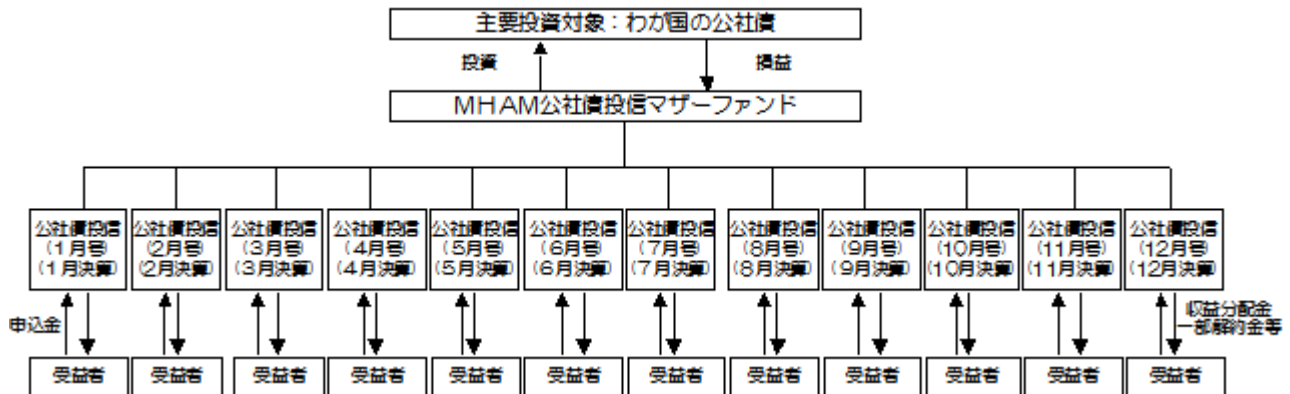 主要投資対象：わが国の公社債
投資
損益
MHAM公社債投信マザーファンド
公社債投信
(1月号)
(1月決算)
公社債投信
(2月号)
(2月決算)
公社債投信
(3月号)
(3月決算)
公社債投信
(4月号)
(4月決算)
公社債投信
(5月号)
(5月決算)
公社債投信
(6月号)
(6月決算)
公社債投信
(7月号)
(7月決算)
公社債投信
(8月号)
(8月決算)
公社債投信
(9月号)
(9月決算)
公社債投信
(10月号)
(10月決算)
公社債投信
(11月号)
(11月決算)
公社債投信
(12月号)
(12月決算)
申込金
収益分配金
一部解約金等
受益者
受益者
受益者
受益者
受益者
受益者
受益者
受益者
受益者
受益者
受益者
受益者